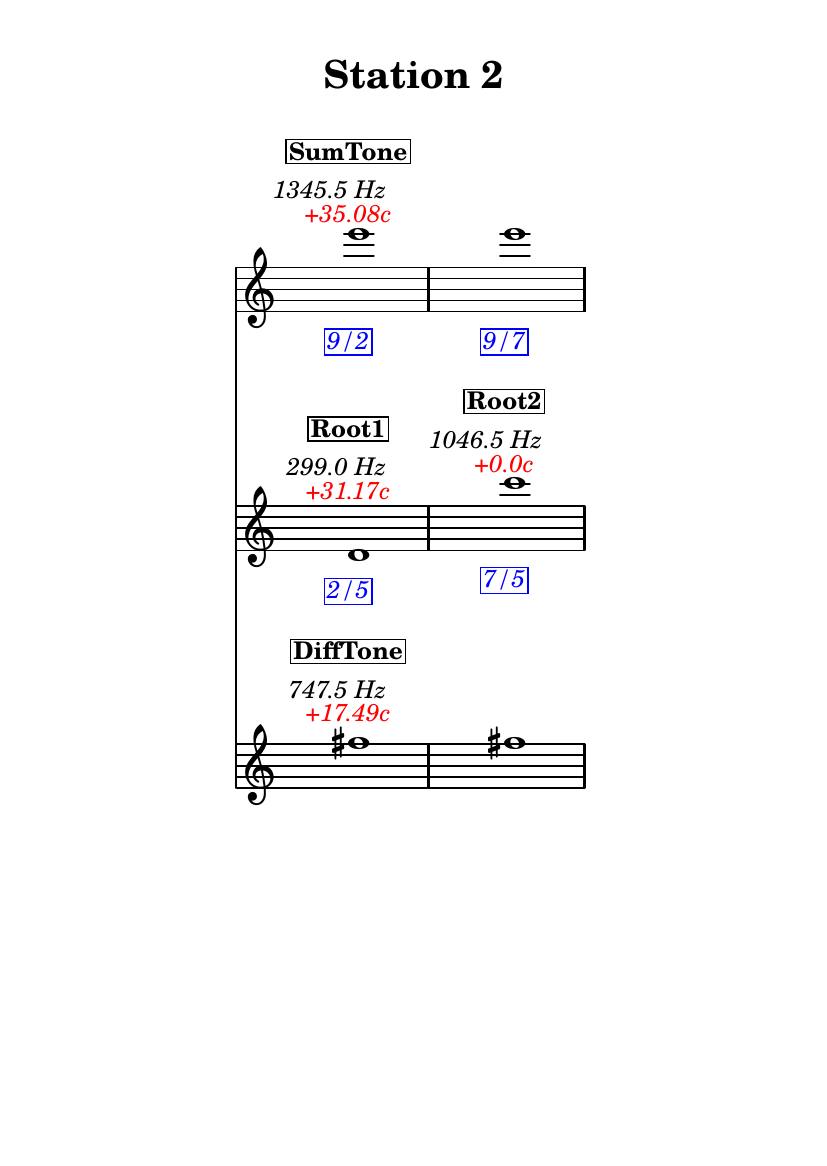 Station 2
SumTone
1345.5 Hz
+35.08c
9/2 9/7
Root1
299.0 Hz
+31.17c
2/5
Root2
1046.5 Hz
+0.0c
7/5
DiffTone
747.5 Hz
+17.49c